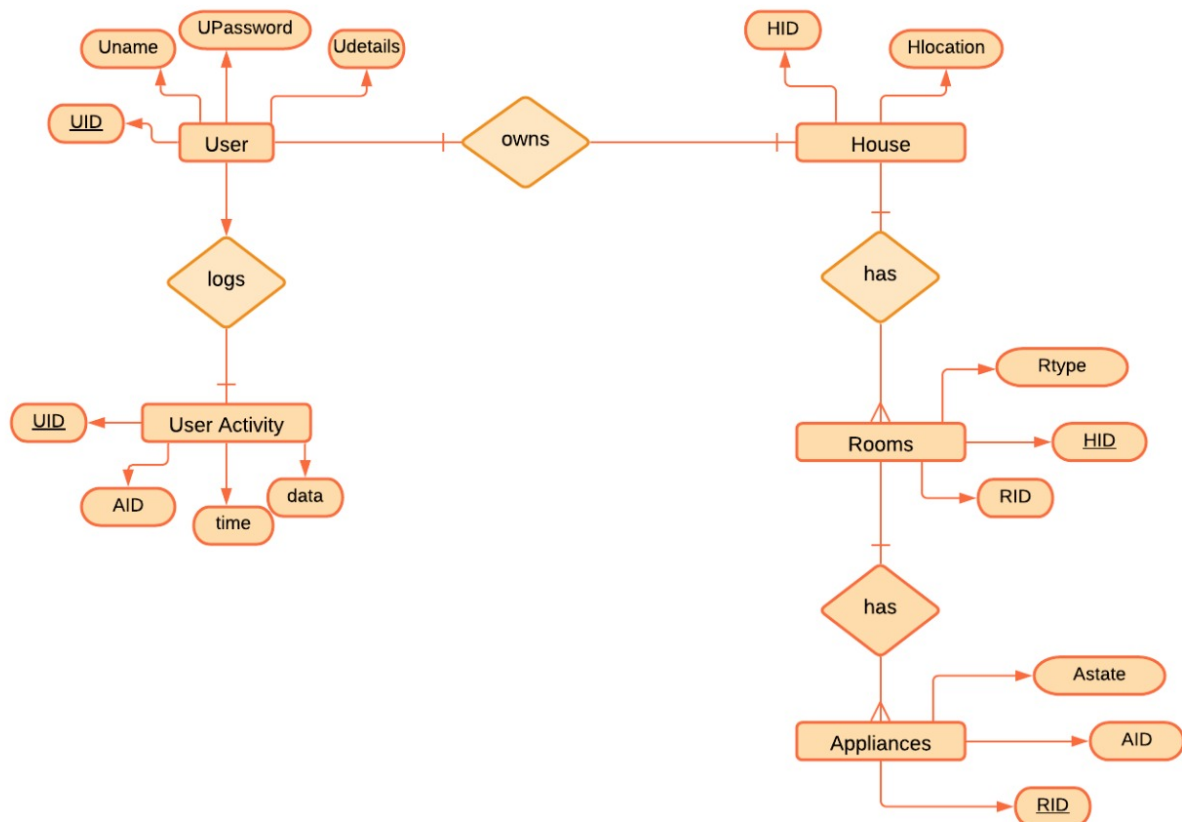 UPassword
Uname
Udetails
UID
User
owns
HID
Hlocation
House
logs
has
User Activity
UID
AID
time
data
Rtype
Rooms
HID
RID
has
Astate
Appliances
AID
RID